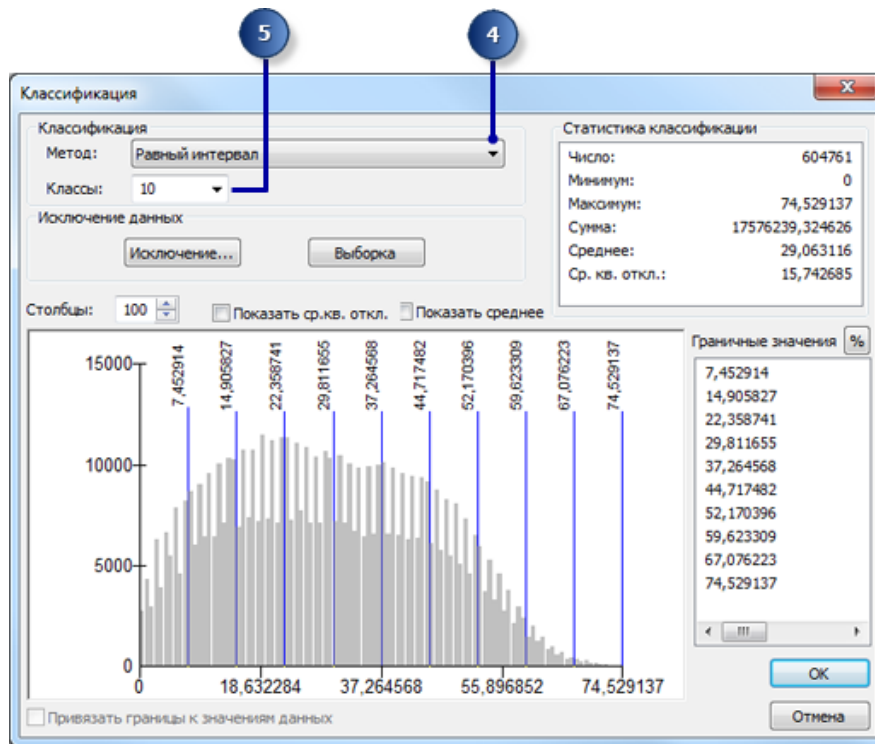 5
4
Классификация
Классификация
Метод: Равный интервал
Классы: 10
Исключение данных
Исключение... Выборка
Статистика классификации
Число: 604761
Минимум: 0
Максимум: 74,529137
Сумма: 17576239,324626
Среднее: 29,063116
Ср. кв. откл.: 15,742685
Столбцы: 100 Показать ср.кв. откл. Показать среднее
Граничные значения %
7,452914
14,905827
22,358741
29,811655
37,264568
44,717482
52,170396
59,623309
67,076223
74,529137
15000
10000
5000
0
7,452914
14,905827
22,358741
29,811655
37,264568
44,717482
52,170396
59,623309
67,076223
74,529137
0 18,632284 37,264568 55,896852 74,529137
Привязать границы к значениям данных
OK
Отмена